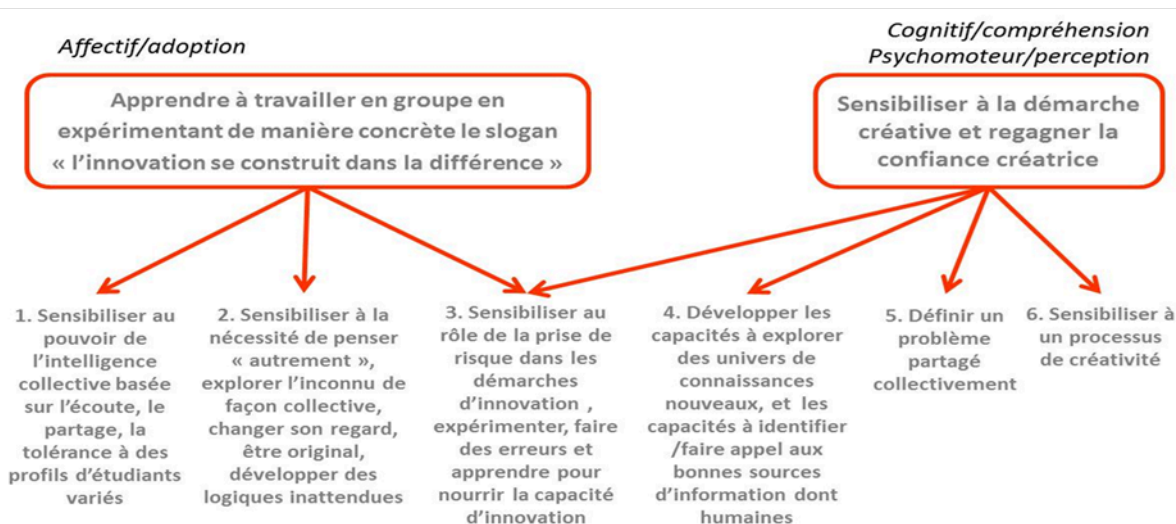 Affectif/adoption
Cognitif/compréhension
Psychomoteur/perception
Apprendre à travailler en groupe en
expérimentant de manière concrète le slogan
« l’innovation se construit dans la différence »
Sensibiliser à la démarche
créative et regagner la
confiance créatrice
1. Sensibiliser au
pouvoir de
l’intelligence
collective basée
sur l’écoute, le
partage, la
tolérance à des
profils d’étudiants
variés
2. Sensibiliser à la
nécessité de penser
« autrement »,
explorer l’inconnu de
façon collective,
changer son regard,
être original,
développer des
logiques inattendues
3. Sensibiliser au
rôle de la prise de
risque dans les
démarches
d’innovation ,
expérimenter, faire
des erreurs et
apprendre pour
nourrir la capacité
d’innovation
4. Développer les
capacités à explorer
des univers de
connaissances
nouveaux, et les
capacités à identifier
/faire appel aux
bonnes sources
d’information dont
humaines
5. Définir un
problème
partagé
collectivement
6. Sensibiliser à
un processus
de créativité